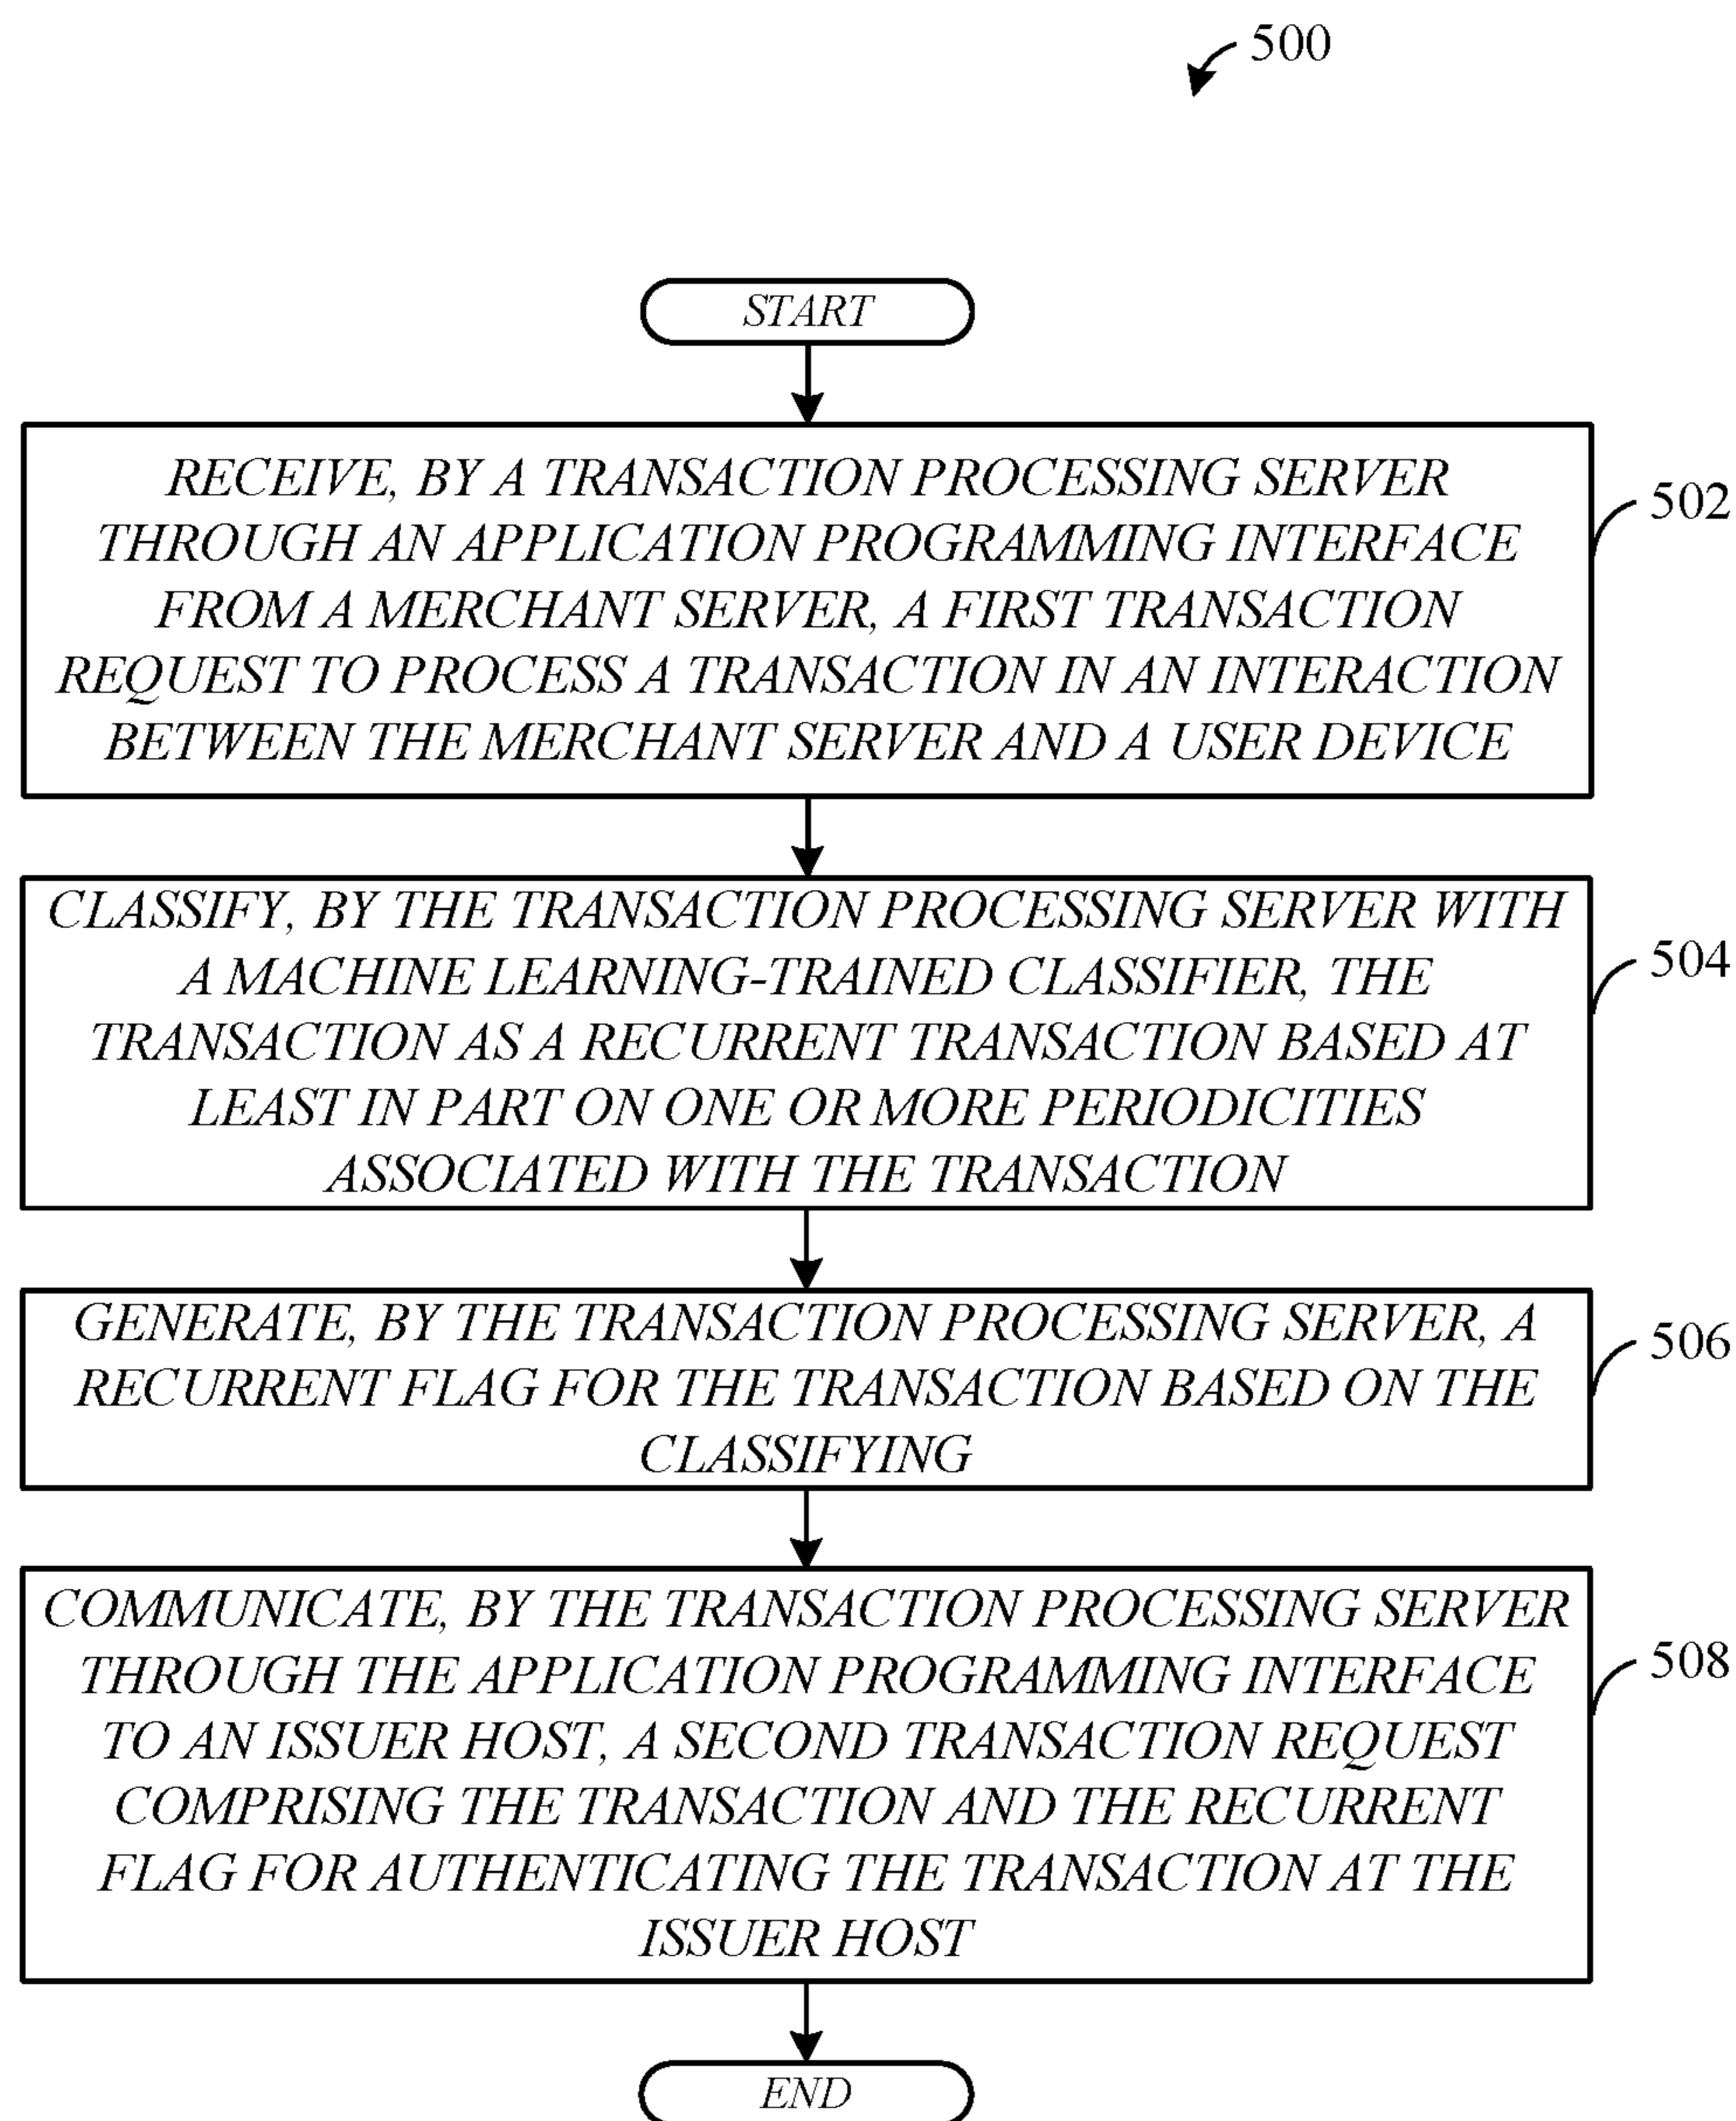 500
START
RECEIVE, BY A TRANSACTION PROCESSING SERVER
THROUGH AN APPLICATION PROGRAMMING INTERFACE
FROM A MERCHANT SERVER, A FIRST TRANSACTION
REQUEST TO PROCESS A TRANSACTION IN AN INTERACTION
BETWEEN THE MERCHANT SERVER AND A USER DEVICE
502
CLASSIFY, BY THE TRANSACTION PROCESSING SERVER WITH
A MACHINE LEARNING-TRAINED CLASSIFIER, THE
TRANSACTION AS A RECURRENT TRANSACTION BASED AT
LEAST IN PART ON ONE OR MORE PERIODICITIES
ASSOCIATED WITH THE TRANSACTION
504
GENERATE, BY THE TRANSACTION PROCESSING SERVER, A
RECURRENT FLAG FOR THE TRANSACTION BASED ON THE
CLASSIFYING
506
COMMUNICATE, BY THE TRANSACTION PROCESSING SERVER
THROUGH THE APPLICATION PROGRAMMING INTERFACE
TO AN ISSUER HOST, A SECOND TRANSACTION REQUEST
COMPRISING THE TRANSACTION AND THE RECURRENT
FLAG FOR AUTHENTICATING THE TRANSACTION AT THE
ISSUER HOST
508
END